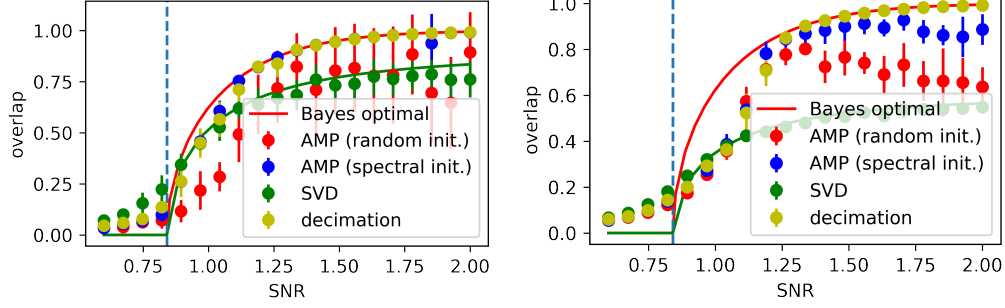 1.00
0.75
0.50
0.25
0.00
overlap
0.75
1.00
1.25
1.50
1.75
2.00
SNR
Bayes optimal
AMP (random init.)
AMP (spectral init.)
SVD
decimation
1.0
0.8
0.6
0.4
0.2
0.0
overlap
0.75
1.00
1.25
1.50
1.75
2.00
SNR
Bayes optimal
AMP (random init.)
AMP (spectral init.)
SVD
decimation